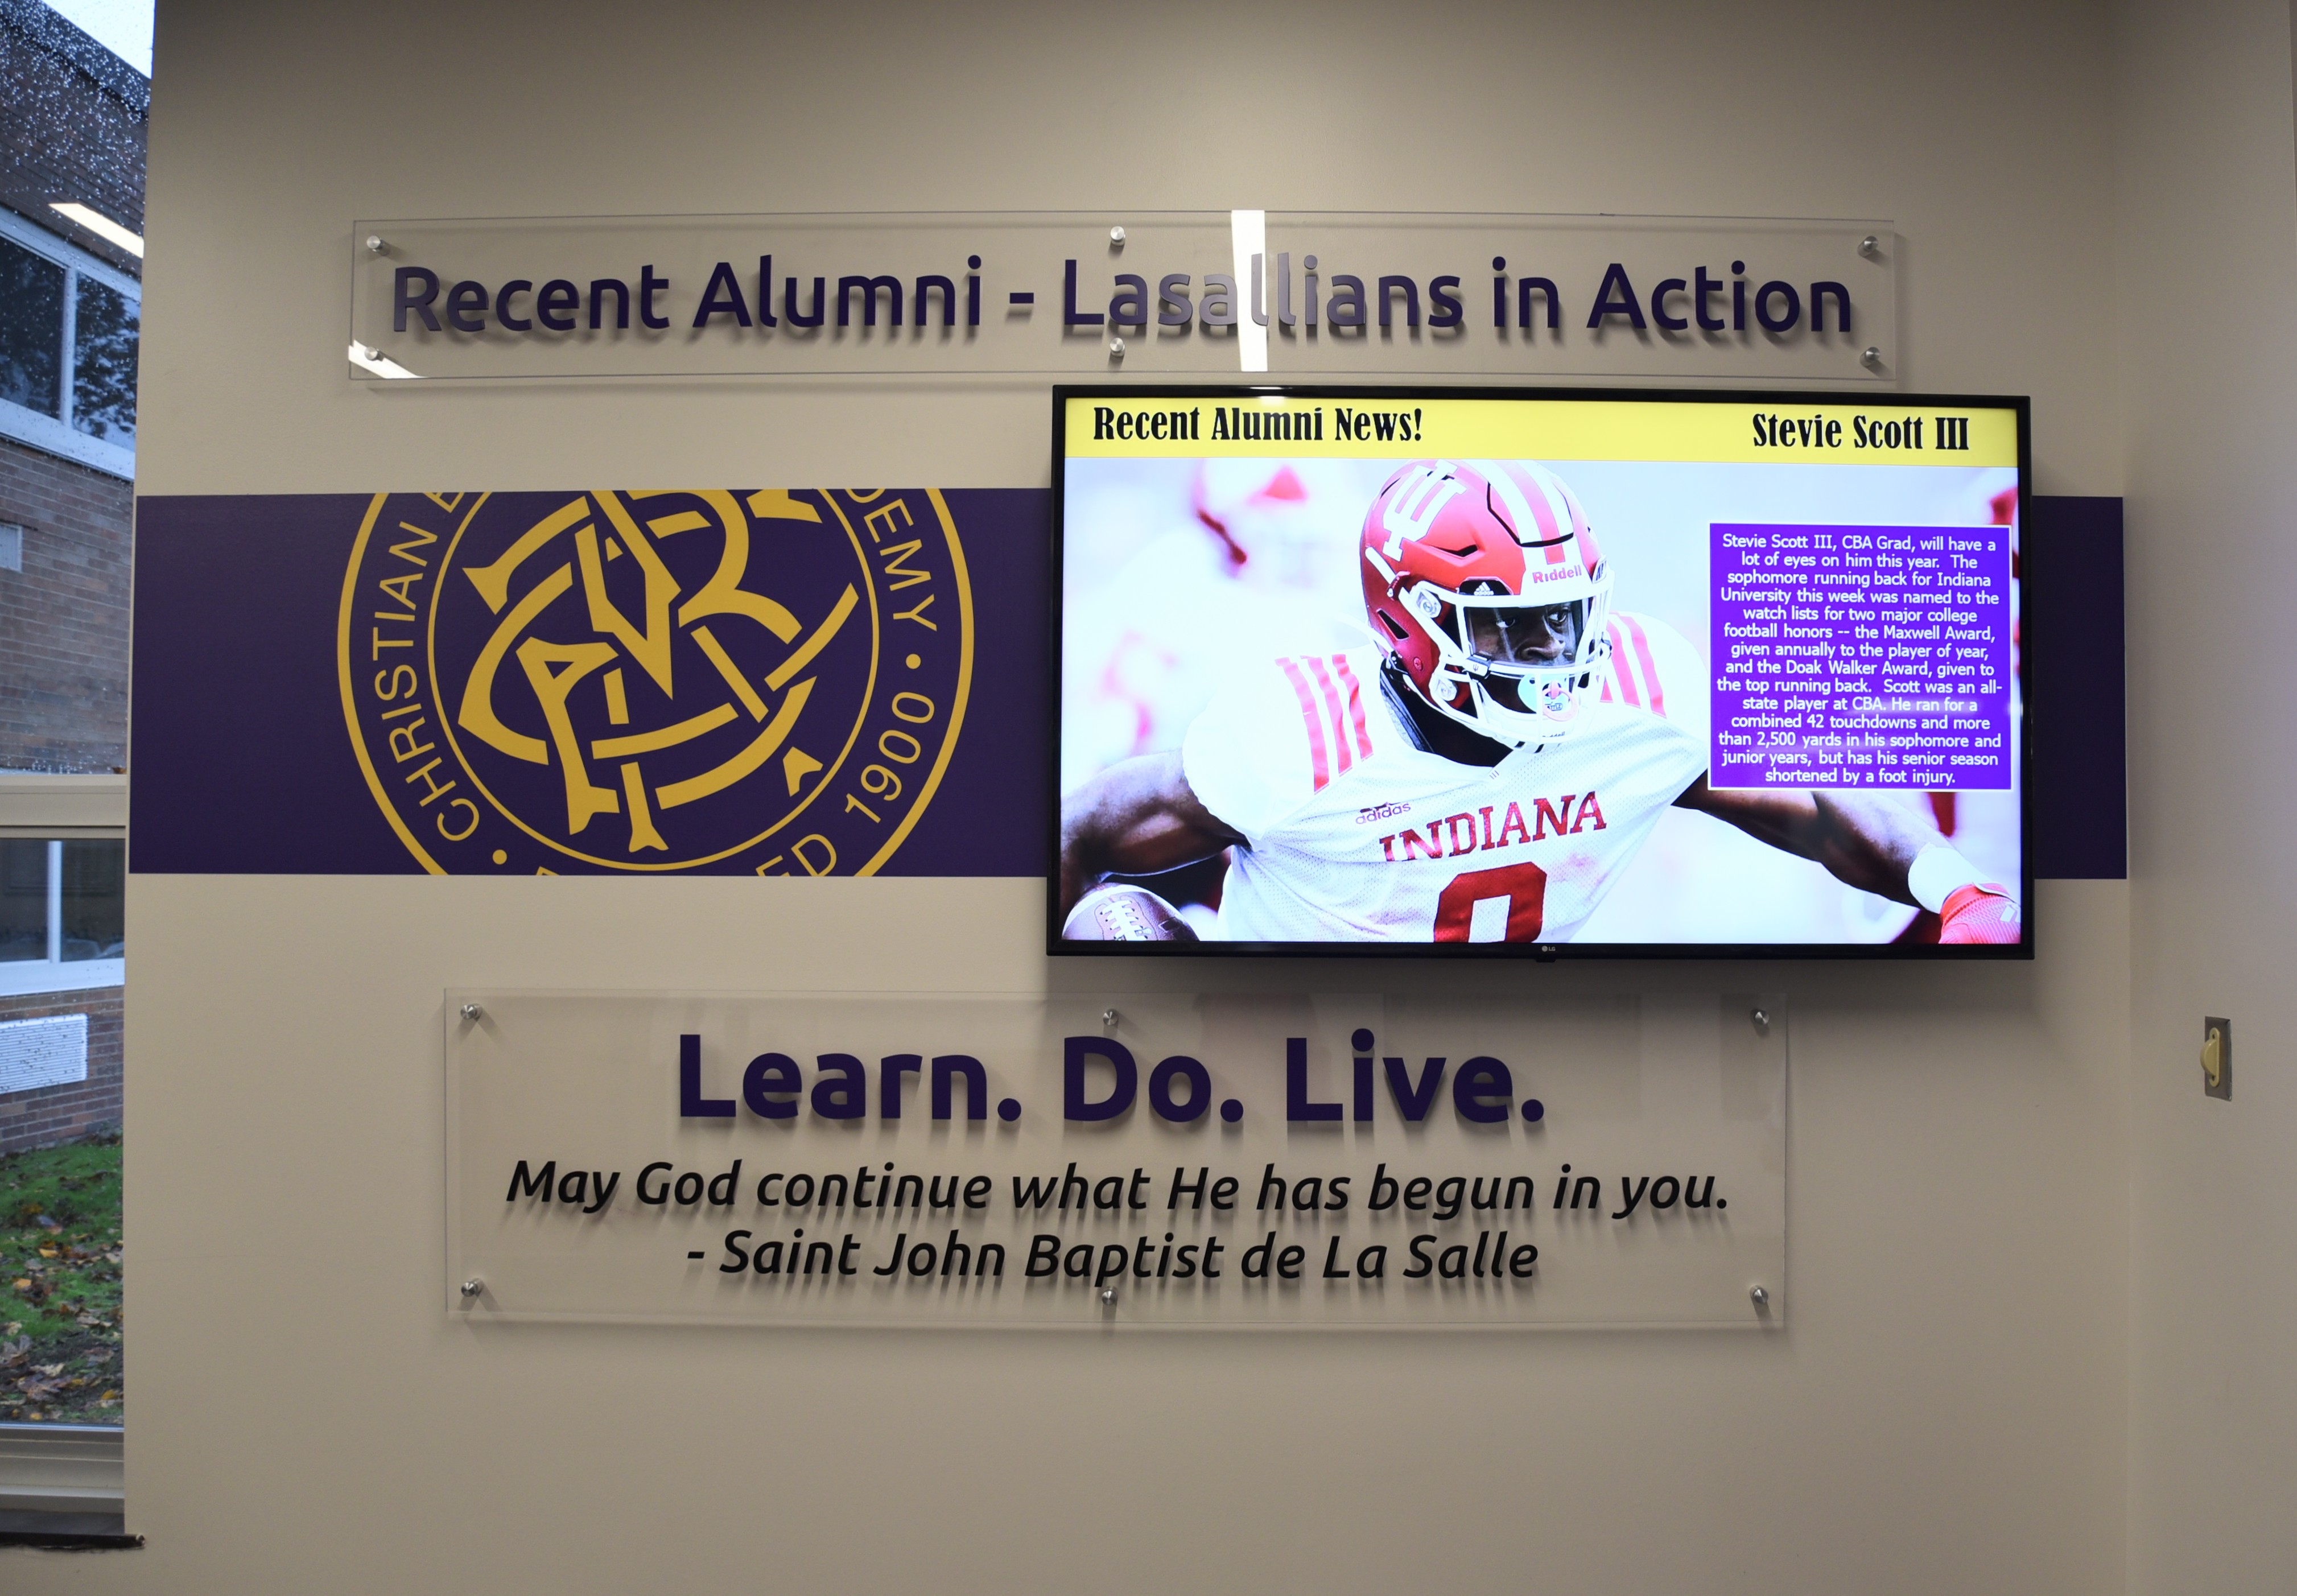 Recent Alumni - Lasallians in Action
Recent Alumni News!
Stevie Scott III
Riddell
Stevie Scott III, CBA Grad, will have a
lot of eyes on him this year. The
sophomore running back for Indiana
University this week was named to the
watch lists for two major college
football honors -- the Maxwell Award,
given annually to the player of year,
and the Doak Walker Award, given to
the top running back. Scott was an all-
state player at CBA. He ran for a
combined 42 touchdowns and more
than 2,500 yards in his sophomore and
junior years, but has his senior season
shortened by a foot injury.
adidas
INDIANA
LG
CHRISTIAN
DEMY • 1900
ED
Learn. Do. Live.
May God continue what He has begun in you.
- Saint John Baptist de La Salle